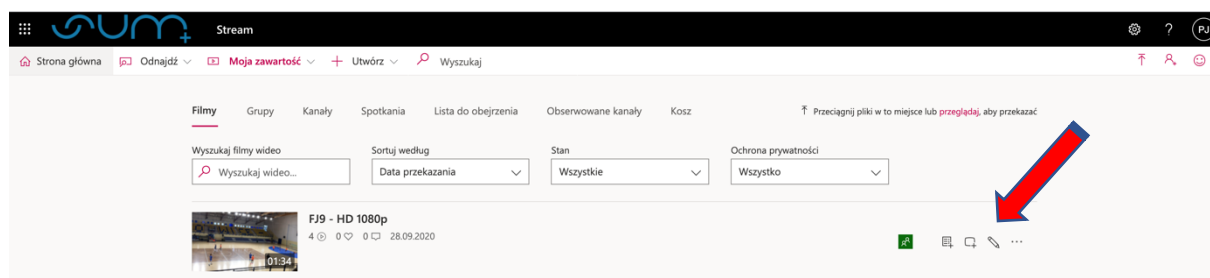 SUM Stream ? PJ
Strona główna Odnajdź Moja zawartość Utwórz Wyszukaj
Filmy Grupy Kanały Spotkania Lista do obejrzenia Obserwowane kanały Kosz Przeciągnij pliki w to miejsce lub przeglądaj, aby przekazać
Wyszukaj filmy wideo Sortuj według Stan Ochrona prywatności
Wyszukaj wideo... Data przekazania Wszystkie Wszystko
FJ9 - HD 1080p
4 0 0 28.09.2020
01:34